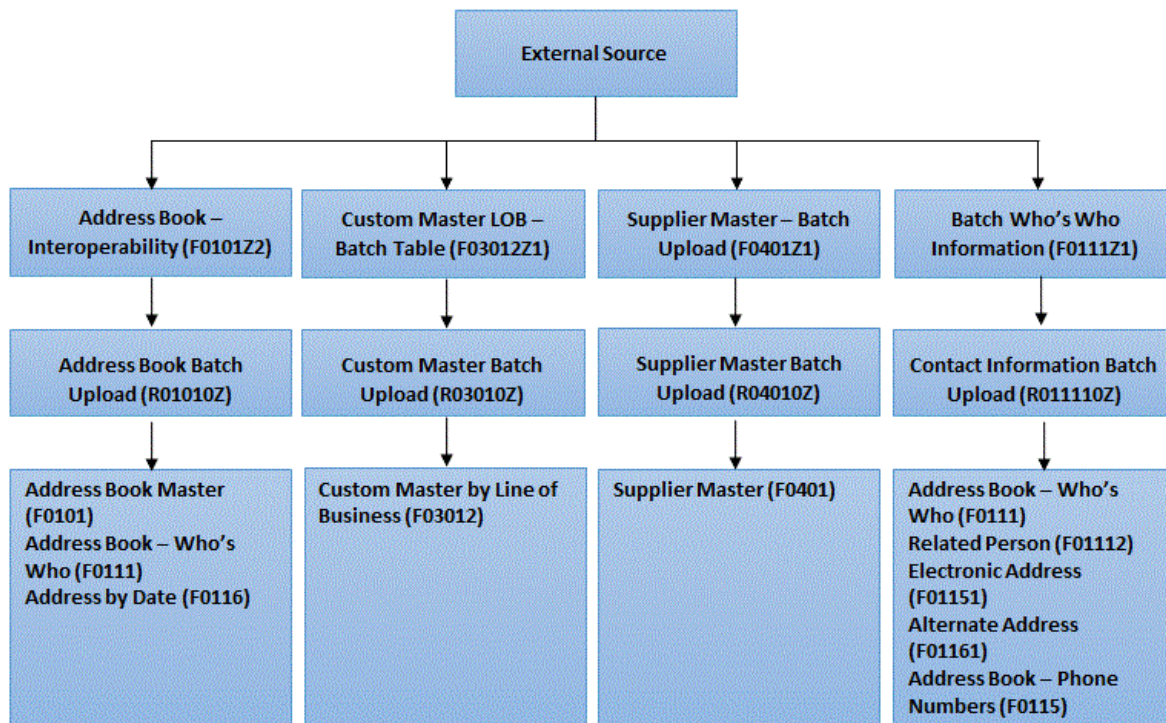 External Source
Address Book –
Interoperability (F0101Z2)
Custom Master LOB –
Batch Table (F03012Z1)
Supplier Master – Batch
Upload (F0401Z1)
Batch Who's Who
Information (F0111Z1)
Address Book Batch
Upload (R01010Z)
Custom Master Batch
Upload (R03010Z)
Supplier Master Batch
Upload (R04010Z)
Contact Information Batch
Upload (R011110Z)
Address Book Master
(F0101)
Address Book – Who's
Who (F0111)
Address by Date (F0116)
Custom Master by Line of
Business (F03012)
Supplier Master (F0401)
Address Book – Who's
Who (F0111)
Related Person (F01112)
Electronic Address
(F01151)
Alternate Address
(F01161)
Address Book – Phone
Numbers (F0115)